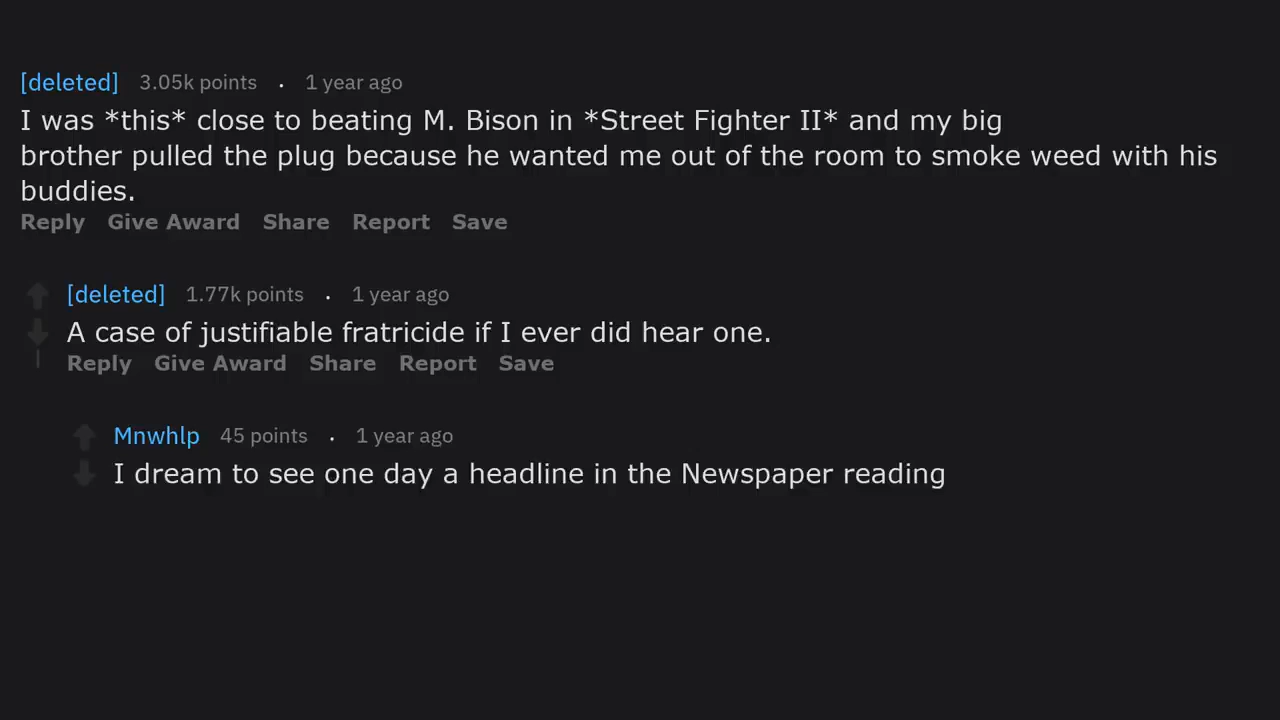 [deleted] 3.05k points . 1 year ago
I was *this* close to beating M. Bison in *Street Fighter II* and my big
brother pulled the plug because he wanted me out of the room to smoke weed with his
buddies.
Reply Give Award Share Report Save
[deleted] 1.77k points . 1 year ago
A case of justifiable fratricide if I ever did hear one.
Reply Give Award Share Report Save
Mnwhlp 45 points . 1 year ago
I dream to see one day a headline in the Newspaper reading